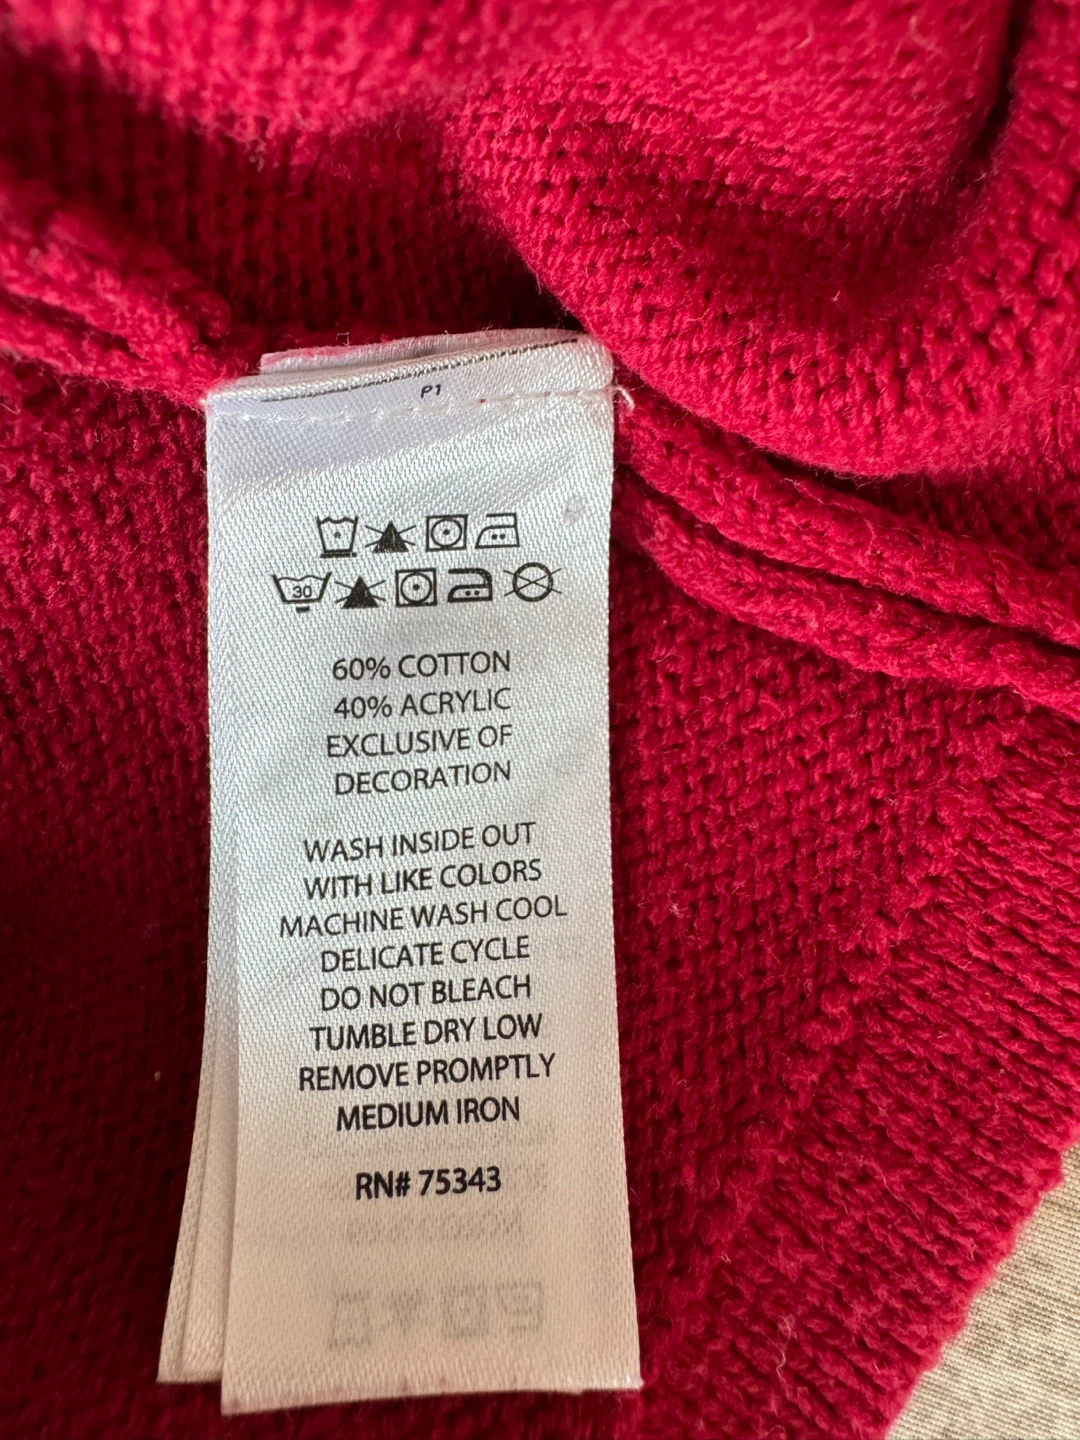 P1
30
60% COTTON
40% ACRYLIC
EXCLUSIVE OF
DECORATION
WASH INSIDE OUT
WITH LIKE COLORS
MACHINE WASH COOL
DELICATE CYCLE
DO NOT BLEACH
TUMBLE DRY LOW
REMOVE PROMPTLY
MEDIUM IRON
RN# 75343